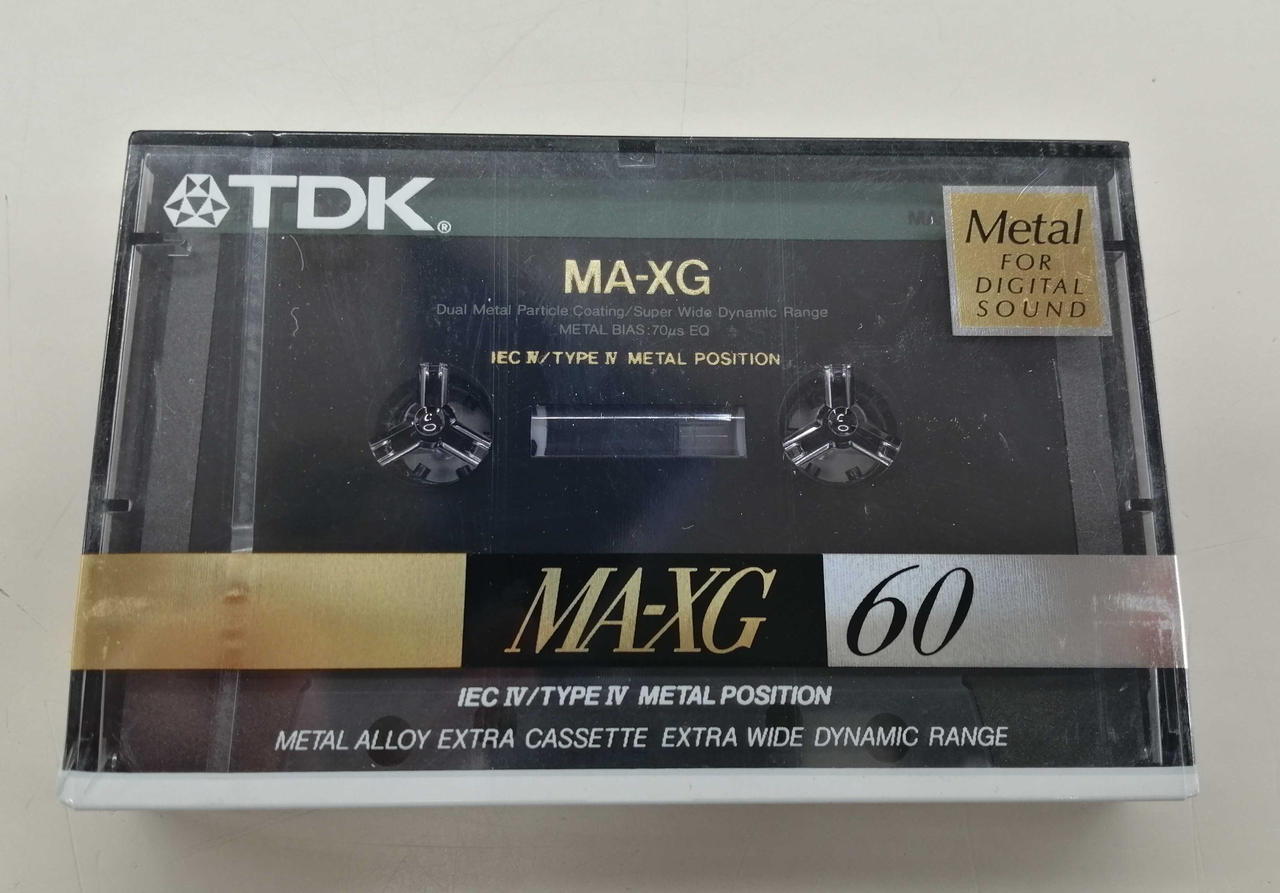 TDK®
Metal
FOR
DIGITAL
SOUND
MA-XG
Dual Metal Particle Coating/Super Wide Dynamic Range
METAL BIAS:70μs EQ
IEC Ⅳ/TYPE Ⅳ METAL POSITION
MA-XG 60
IEC Ⅳ/TYPE Ⅳ METAL POSITION
METAL ALLOY EXTRA CASSETTE EXTRA WIDE DYNAMIC RANGE